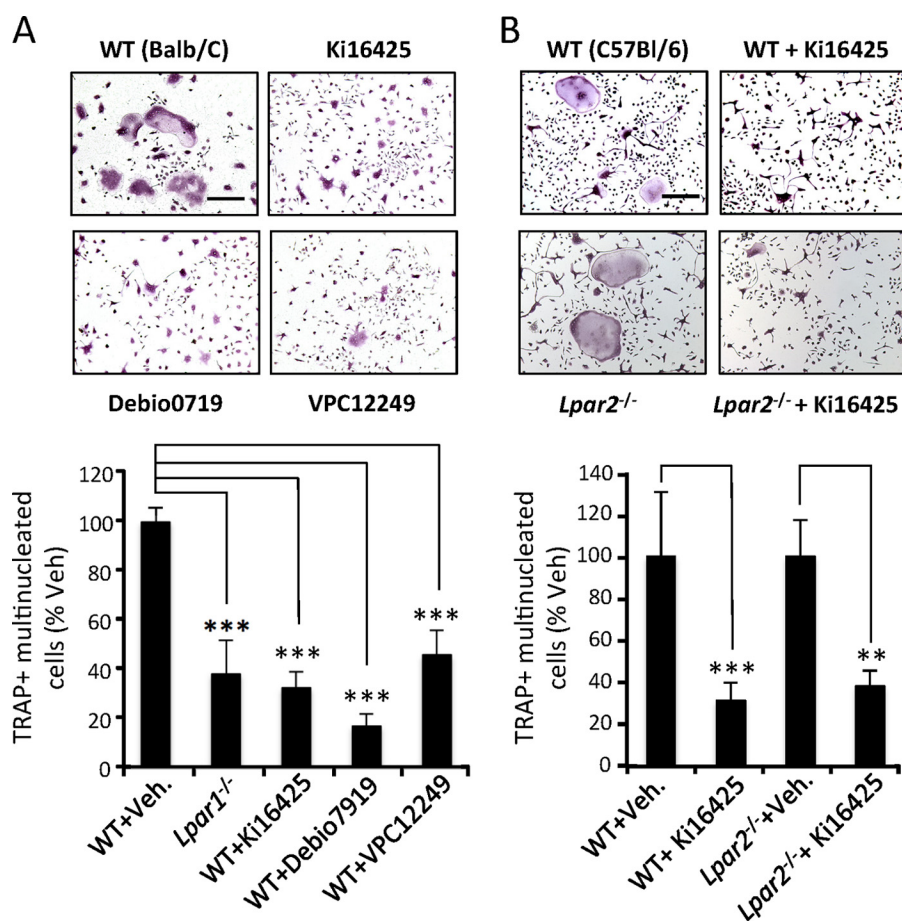 A
WT (Balb/C)
Ki16425
Debio0719
VPC12249
TRAP+ multinucleated
cells (% Veh)
120
100
80
60
40
20
0
***
***
***
***
WT+Veh.
Lpar1-/-
WT+Ki16425
WT+Debio7919
WT+VPC12249
B
WT (C57Bl/6)
WT + Ki16425
Lpar2-/-
Lpar2-/- + Ki16425
TRAP+ multinucleated
cells (% Veh)
140
120
100
80
60
40
20
0
***
**
WT+Veh.
WT+ Ki16425
Lpar2-/-+Veh.
Lpar2-/-+ Ki16425